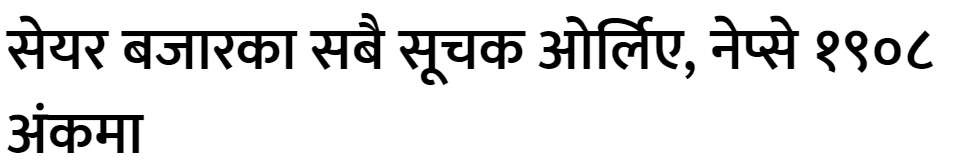 सेयर बजारका सबै सूचक ओर्लिए, नेप्से १९०८
अंकमा